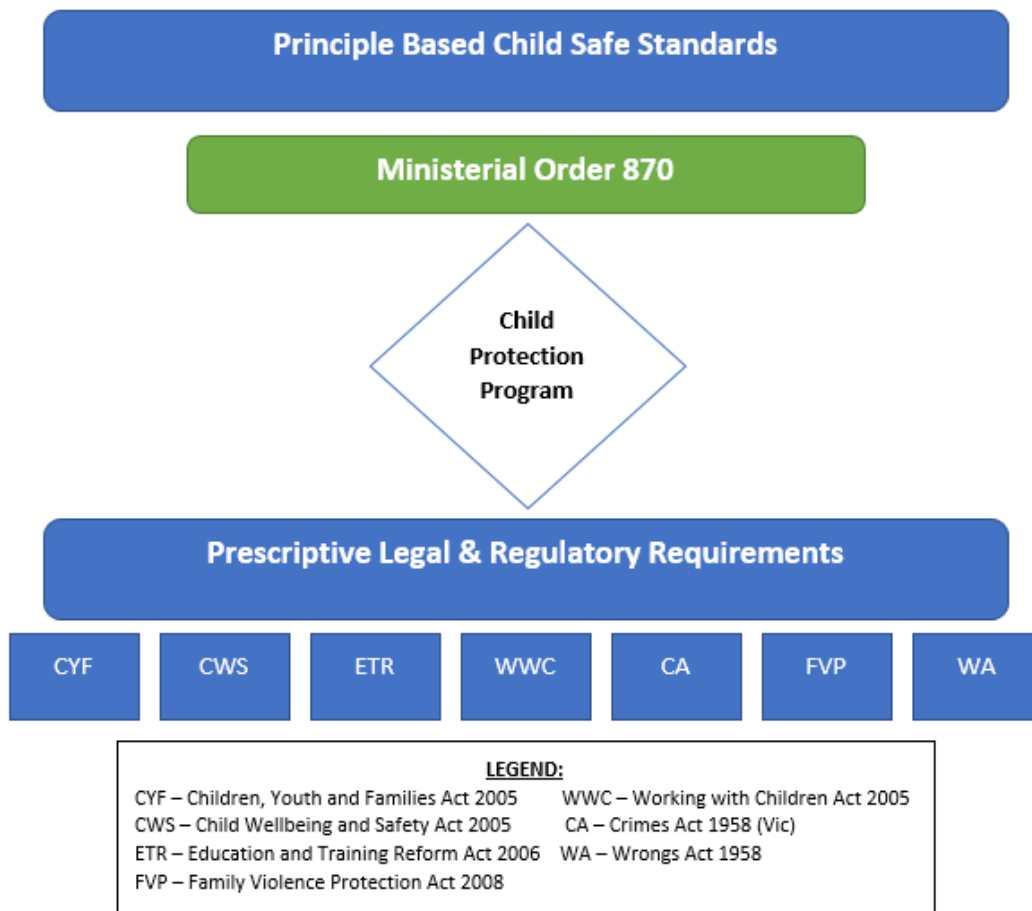 Principle Based Child Safe Standards
Ministerial Order 870
Child
Protection
Program
Prescriptive Legal & Regulatory Requirements
CYF
CWS
ETR
WWC
CA
FVP
WA
LEGEND:
CYF – Children, Youth and Families Act 2005 WWC – Working with Children Act 2005
CWS – Child Wellbeing and Safety Act 2005 CA – Crimes Act 1958 (Vic)
ETR – Education and Training Reform Act 2006 WA – Wrongs Act 1958
FVP – Family Violence Protection Act 2008